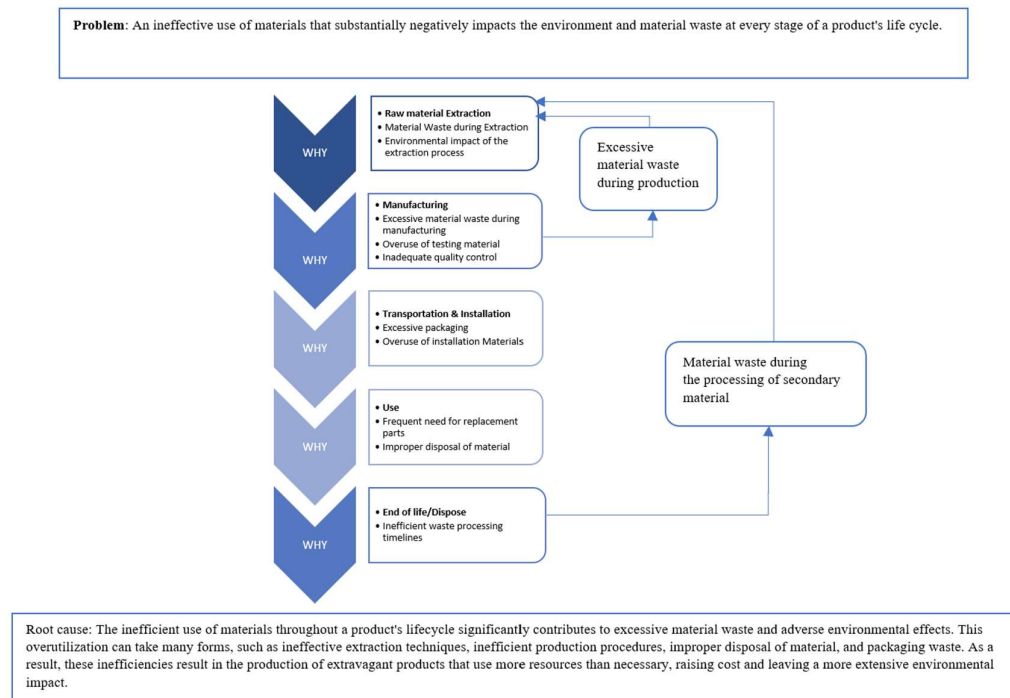 Problem: An ineffective use of materials that substantially negatively impacts the environment and material waste at every stage of a product's life cycle.
WHY
• Raw material Extraction
• Material Waste during Extraction
• Environmental impact of the
extraction process
Excessive
material waste
during production
WHY
• Manufacturing
• Excessive material waste during
manufacturing
• Overuse of testing material
• Inadequate quality control
WHY
• Transportation & Installation
• Excessive packaging
• Overuse of installation Materials
Material waste during
the processing of secondary
material
WHY
• Use
• Frequent need for replacement
parts
• Improper disposal of material
WHY
• End of life/Dispose
• Inefficient waste processing
timelines
Root cause: The inefficient use of materials throughout a product's lifecycle significantly contributes to excessive material waste and adverse environmental effects. This
overutilization can take many forms, such as ineffective extraction techniques, inefficient production procedures, improper disposal of material, and packaging waste. As a
result, these inefficiencies result in the production of extravagant products that use more resources than necessary, raising cost and leaving a more extensive environmental
impact.